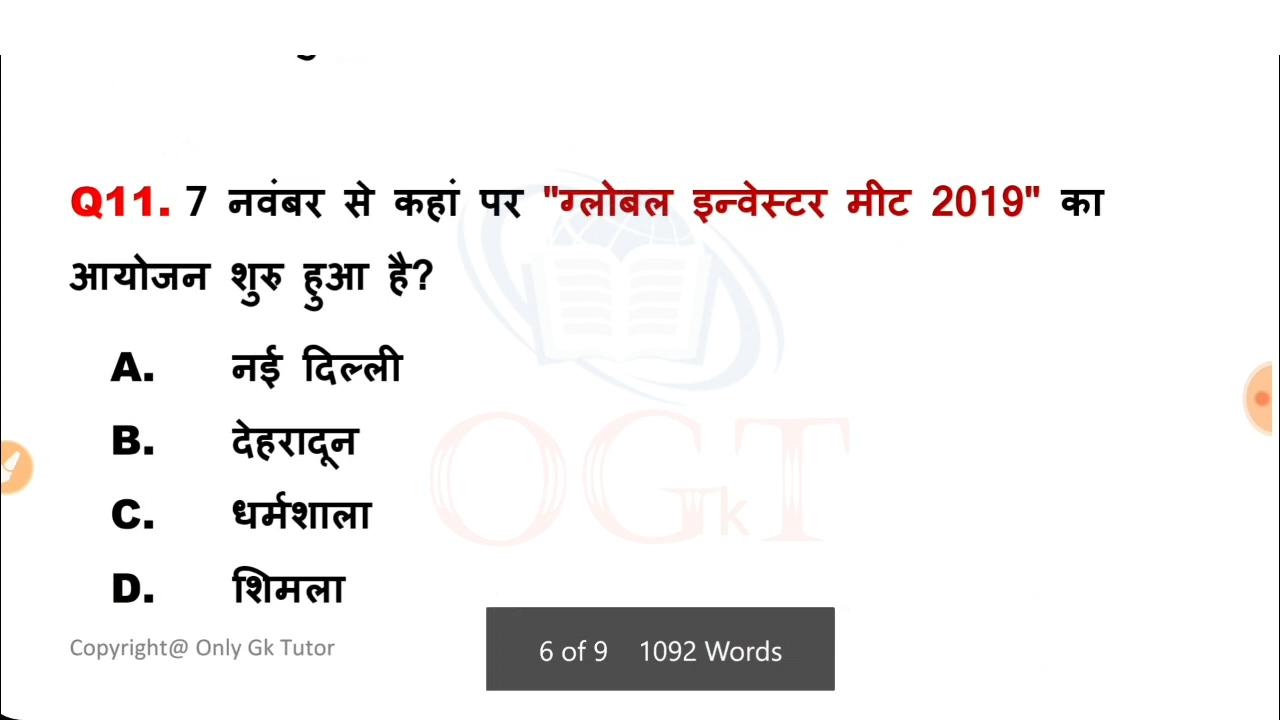 Q11. 7 नवंबर से कहां पर "ग्लोबल इन्वेस्टर मीट 2019" का
आयोजन शुरु हुआ है?
A. नई दिल्ली
B. देहरादून
C. धर्मशाला
D. शिमला
OGkT
Copyright@ Only Gk Tutor
6 of 9 1092 Words